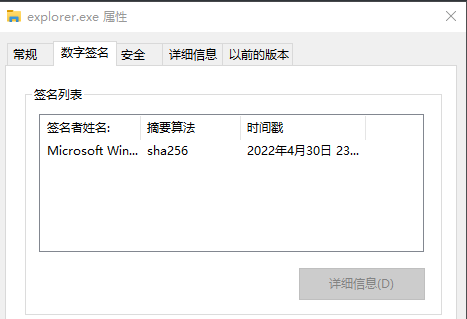 explorer.exe 属性
常规 数字签名 安全 详细信息 以前的版本
签名列表
签名者姓名: 摘要算法 时间戳
Microsoft Win... sha256 2022年4月30日 23...
详细信息(D)